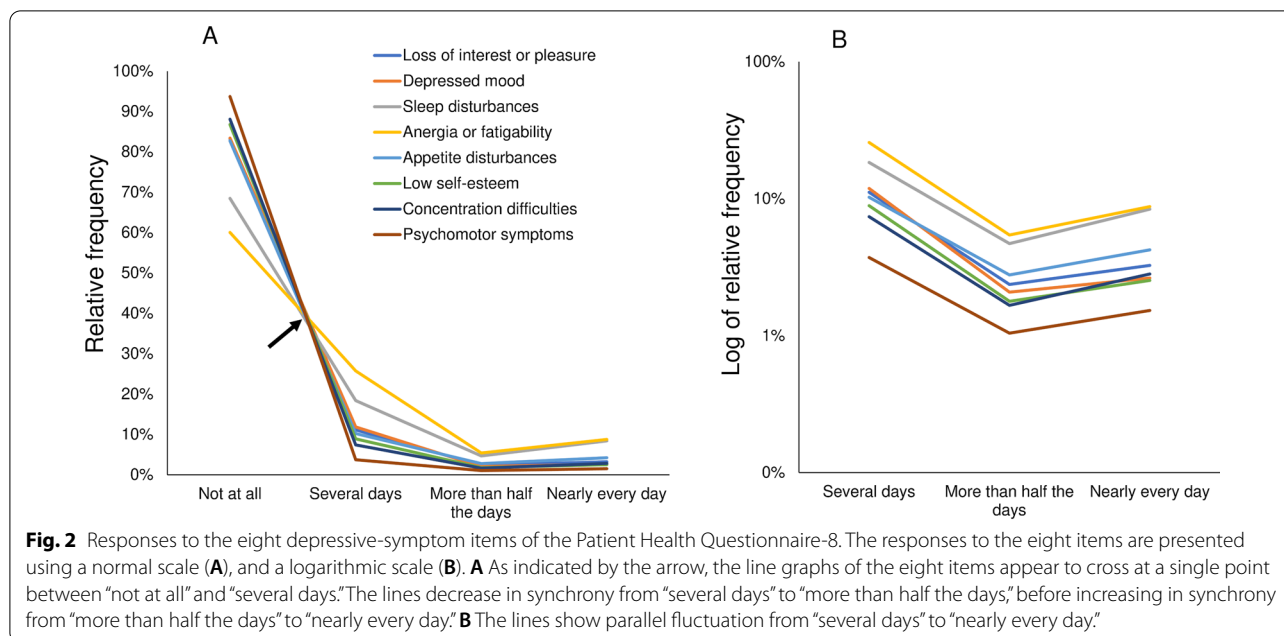 A
100%
90%
80%
70%
60%
50%
40%
30%
20%
10%
0%
Relative frequency
Not at all
Several days
More than half
the days
Nearly every day
Loss of interest or pleasure
Depressed mood
Sleep disturbances
Anergia or fatigability
Appetite disturbances
Low self-esteem
Concentration difficulties
Psychomotor symptoms
B
100%
10%
1%
0%
Log of relative frequency
Several days
More than half the
days
Nearly every day
Fig. 2 Responses to the eight depressive-symptom items of the Patient Health Questionnaire-8. The responses to the eight items are presented
using a normal scale (A), and a logarithmic scale (B). A As indicated by the arrow, the line graphs of the eight items appear to cross at a single point
between “not at all” and “several days.” The lines decrease in synchrony from “several days” to “more than half the days,” before increasing in synchrony
from “more than half the days” to “nearly every day.” B The lines show parallel fluctuation from “several days” to “nearly every day.”